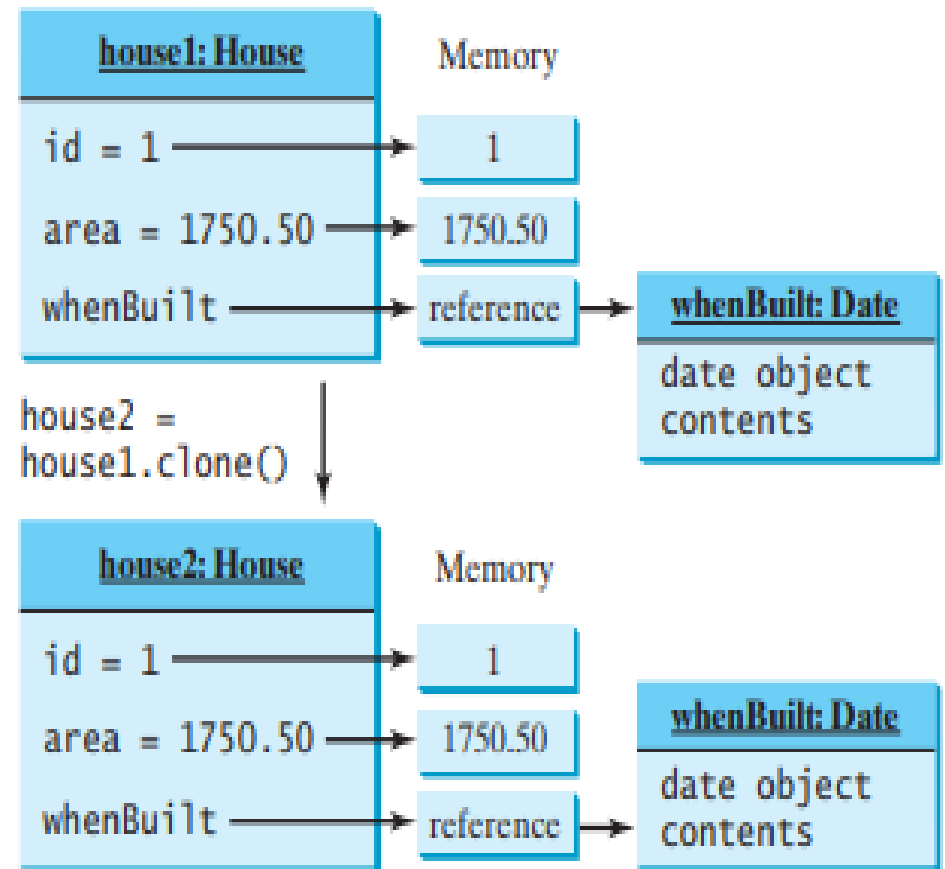 house1: House
Memory
id = 1
1
area = 1750.50
1750.50
whenBuilt
reference
whenBuilt: Date
date object
contents
house2 =
house1.clone()
house2: House
Memory
id = 1
1
area = 1750.50
1750.50
whenBuilt
reference
whenBuilt: Date
date object
contents